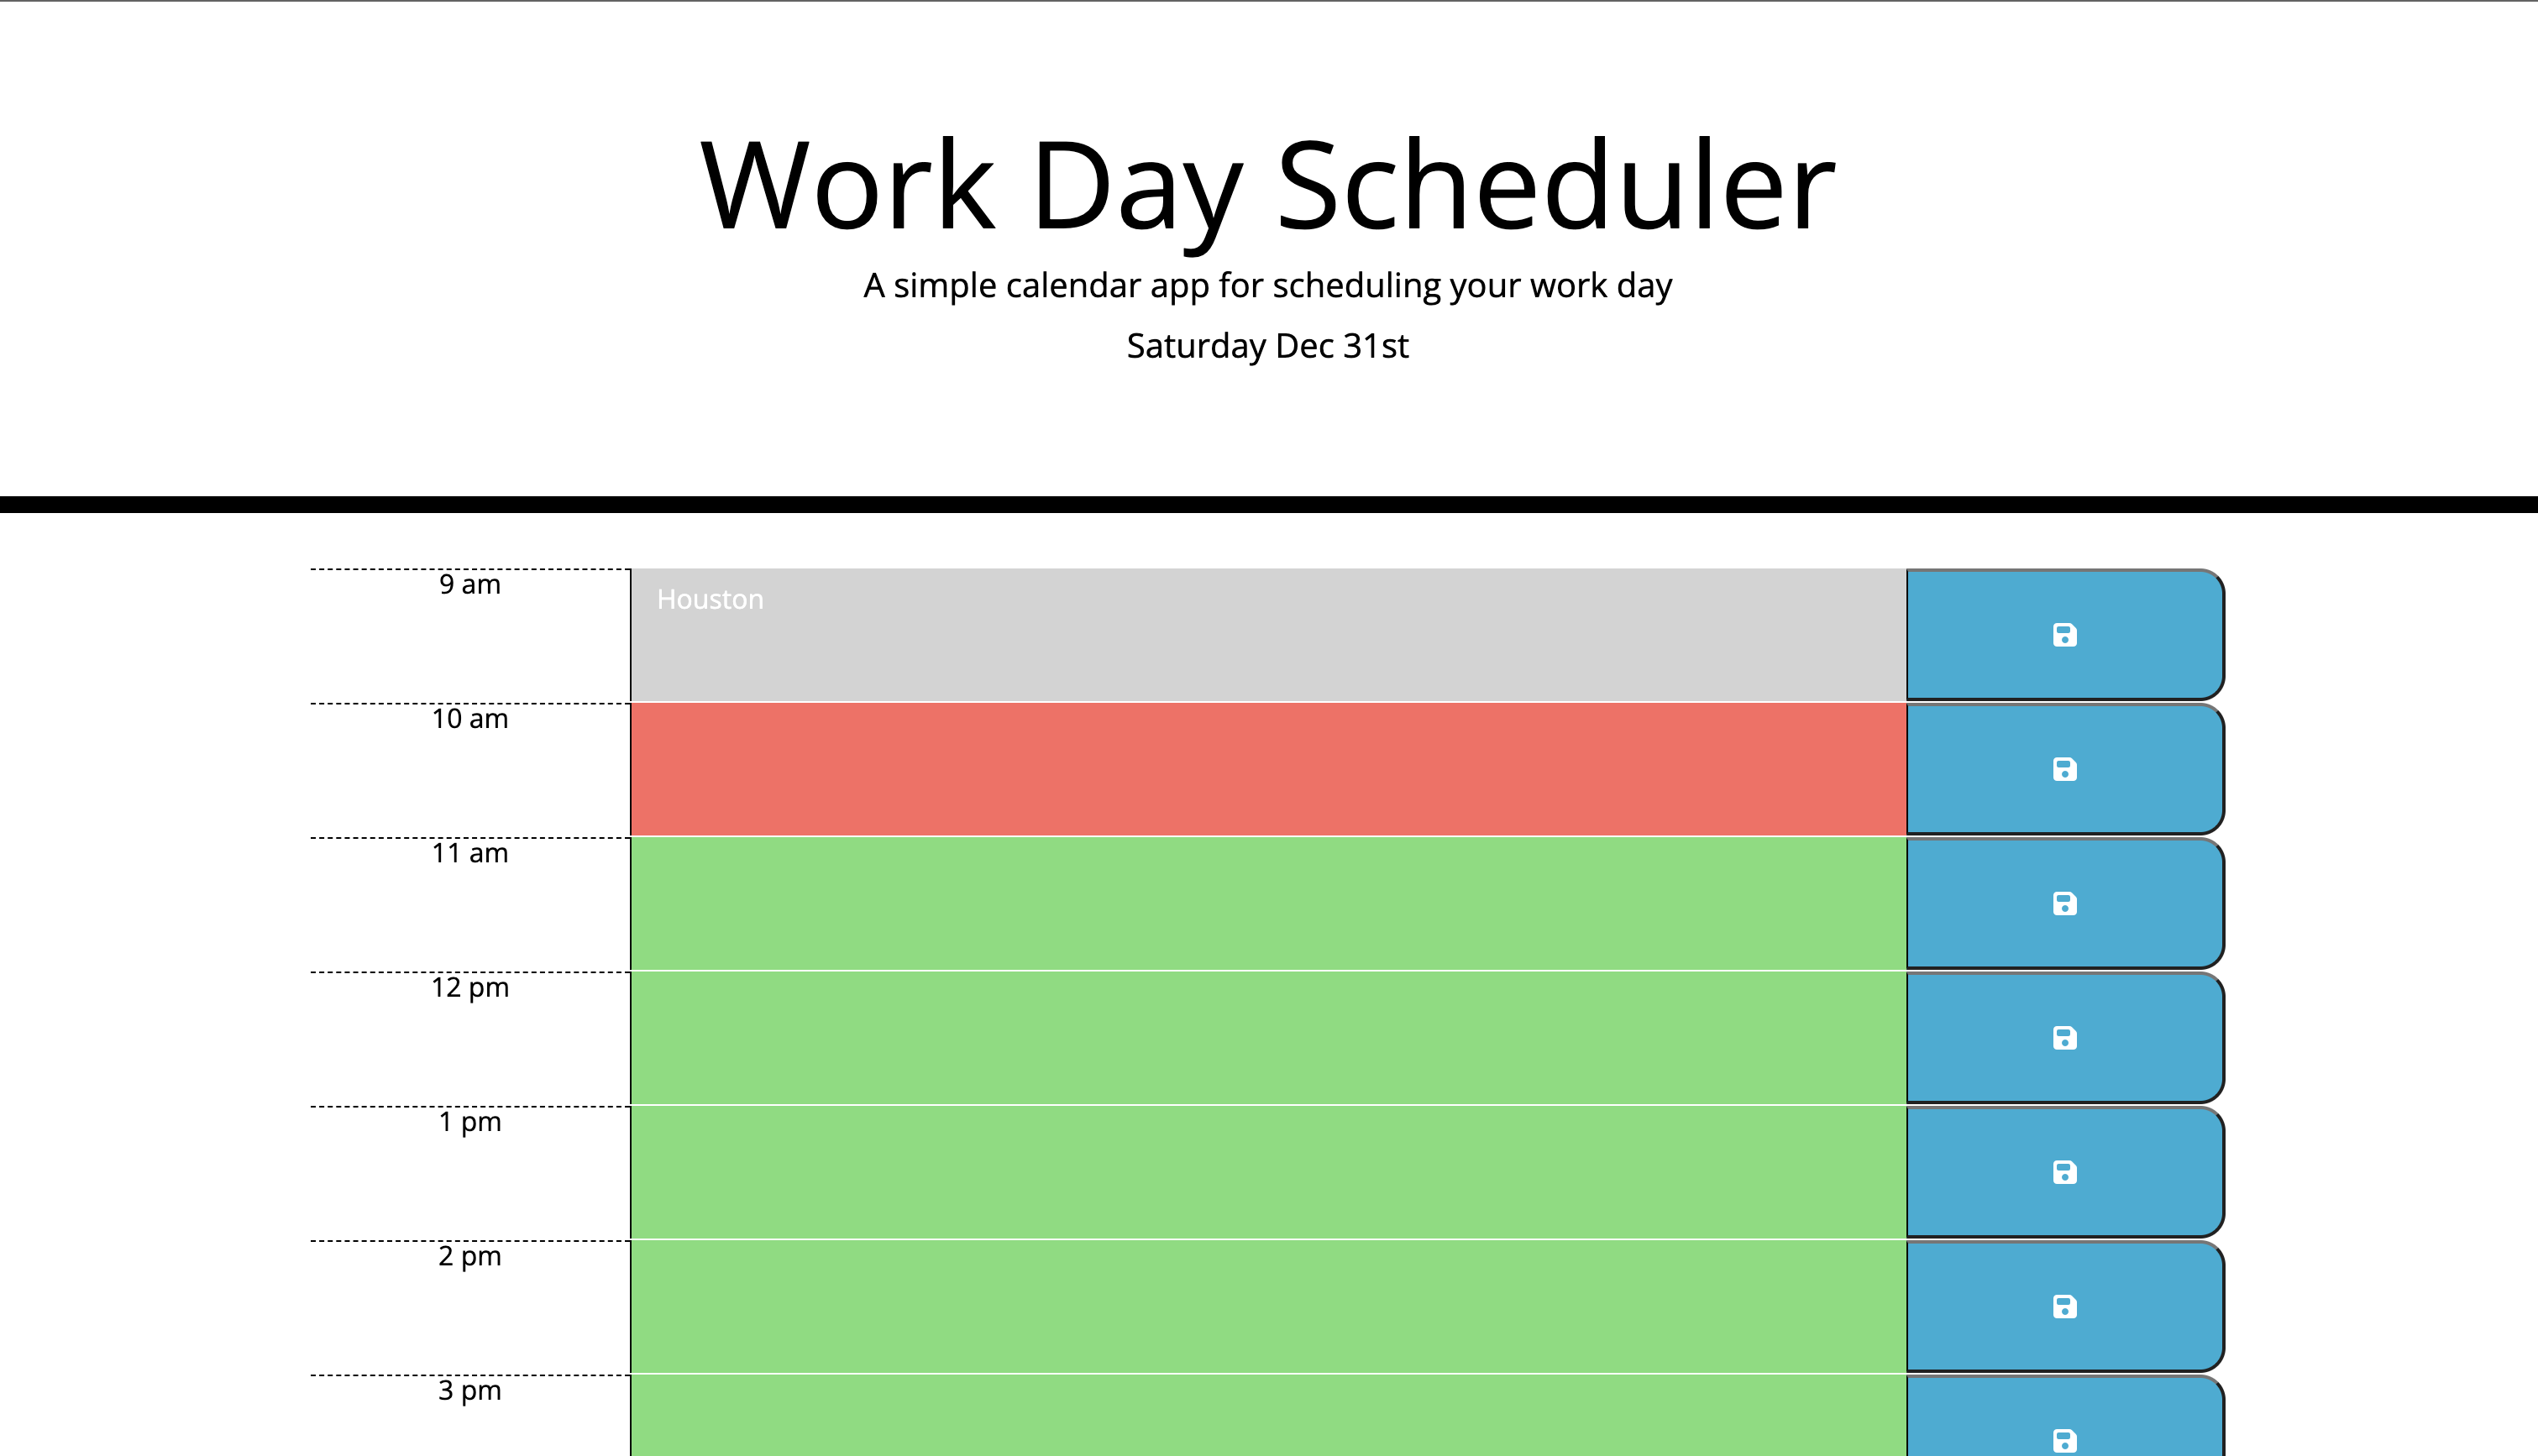 Work Day Scheduler
A simple calendar app for scheduling your work day
Saturday Dec 31st
9 am
Houston
10 am
11 am
12 pm
1 pm
2 pm
3 pm